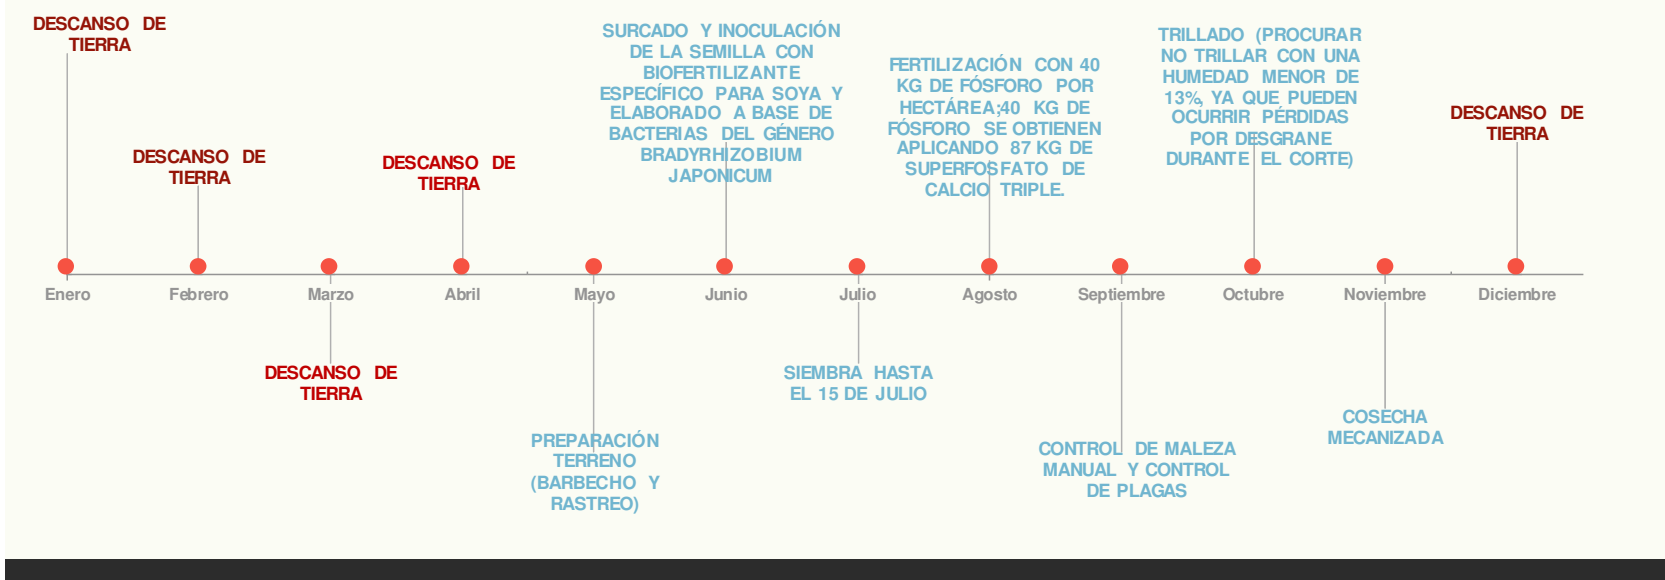 DESCANSO DE
TIERRA
DESCANSO DE
TIERRA
DESCANSO DE
TIERRA
SURCADO Y INOCULACIÓN
DE LA SEMILLA CON
BIOFERTILIZANTE
ESPECÍFICO PARA SOYA Y
ELABORADO A BASE DE
BACTERIAS DEL GÉNERO
BRADYRHIZOBIUM
JAPONICUM
FERTILIZACIÓN CON 40
KG DE FÓSFORO POR
HECTÁREA;40 KG DE
FÓSFORO SE OBTIENEN
APLICANDO 87 KG DE
SUPERFOSFATO DE
CALCIO TRIPLE.
TRILLADO (PROCURAR
NO TRILLAR CON UNA
HUMEDAD MENOR DE
13%, YA QUE PUEDEN
OCURRIR PÉRDIDAS
POR DESGRANE
DURANTE EL CORTE)
DESCANSO DE
TIERRA
Enero Febrero Marzo Abril Mayo Junio Julio Agosto Septiembre Octubre Noviembre Diciembre
DESCANSO DE
TIERRA
PREPARACIÓN
TERRENO
(BARBECHO Y
RASTREO)
SIEMBRA HASTA
EL 15 DE JULIO
CONTROL DE MALEZA
MANUAL Y CONTROL
DE PLAGAS
COSECHA
MECANIZADA